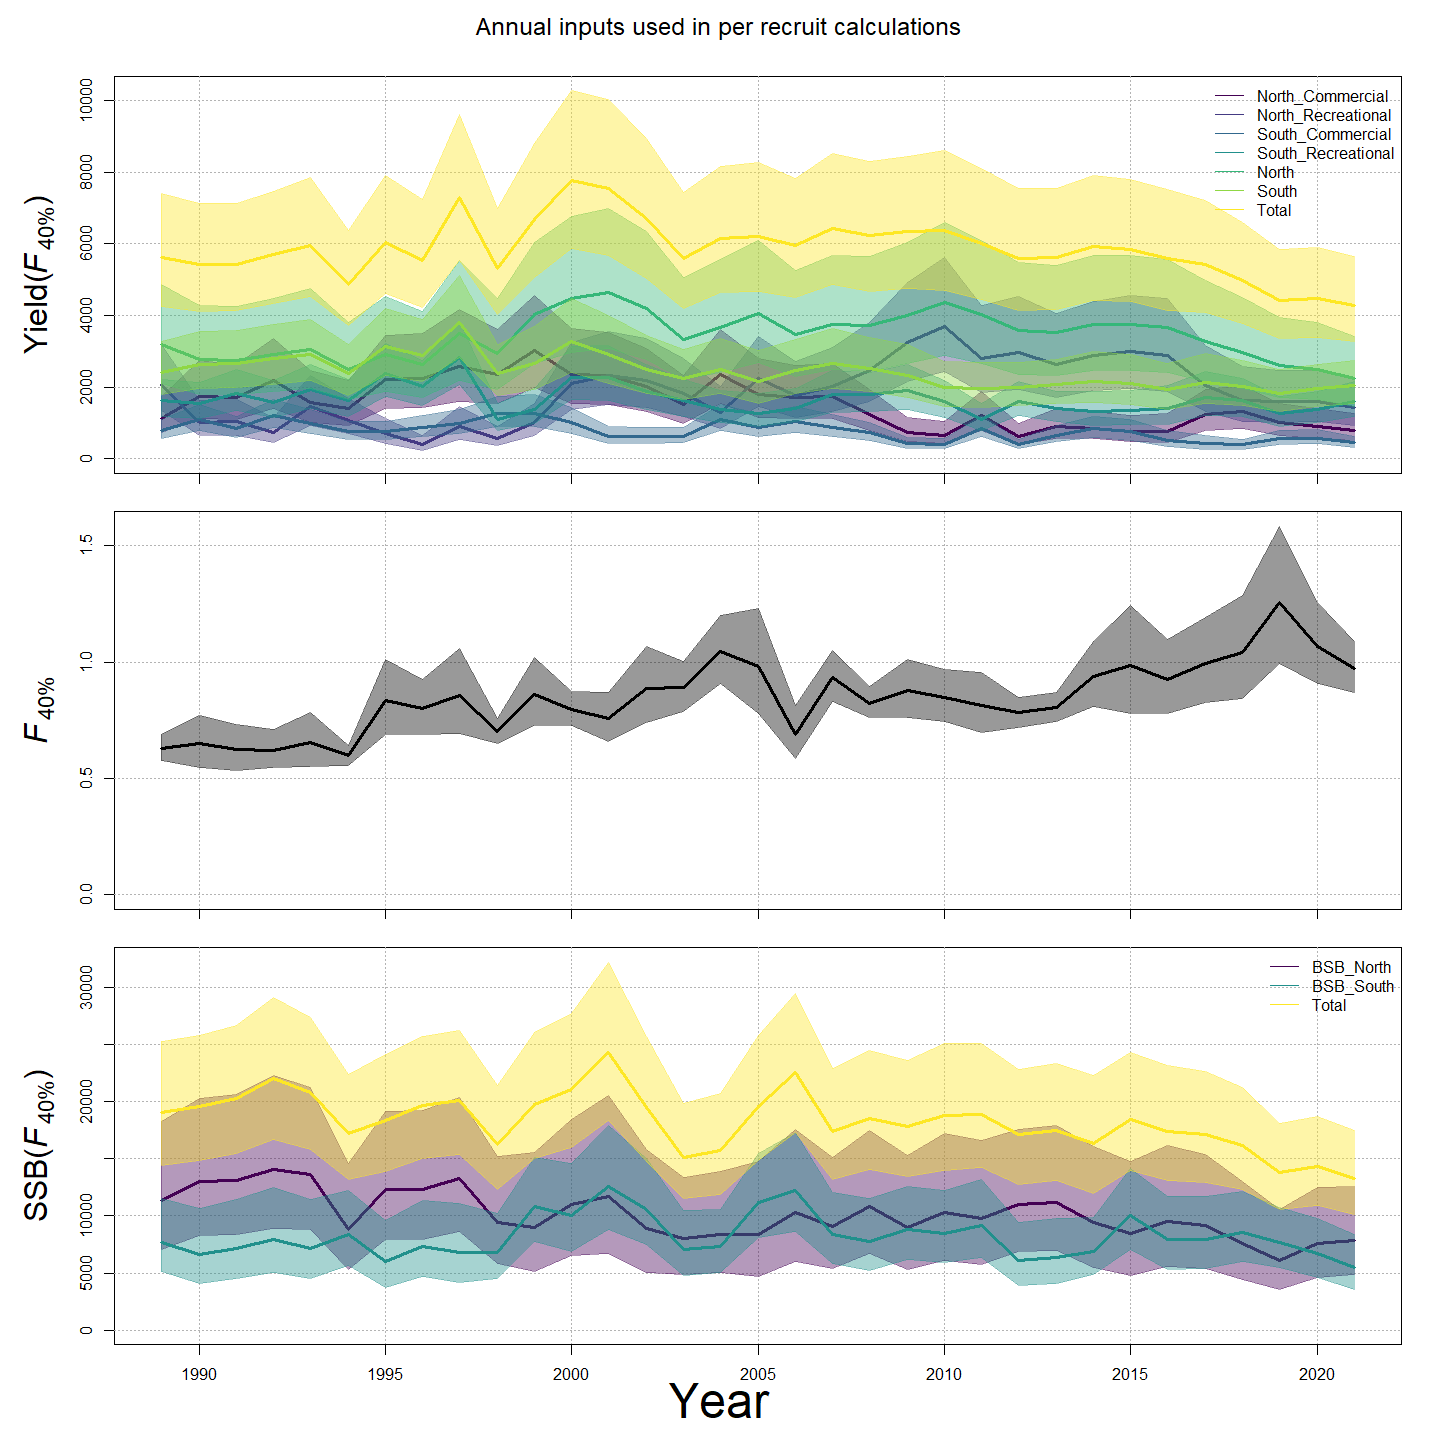 Annual inputs used in per recruit calculations
Yield(F40%)
10000
8000
6000
4000
2000
0
North_Commercial
North_Recreational
South_Commercial
South_Recreational
North
South
Total
F40%
1.5
1.0
0.5
0.0
SSB(F40%)
30000
20000
10000
5000
0
BSB_North
BSB_South
Total
1990 1995 2000 2005 2010 2015 2020
Year